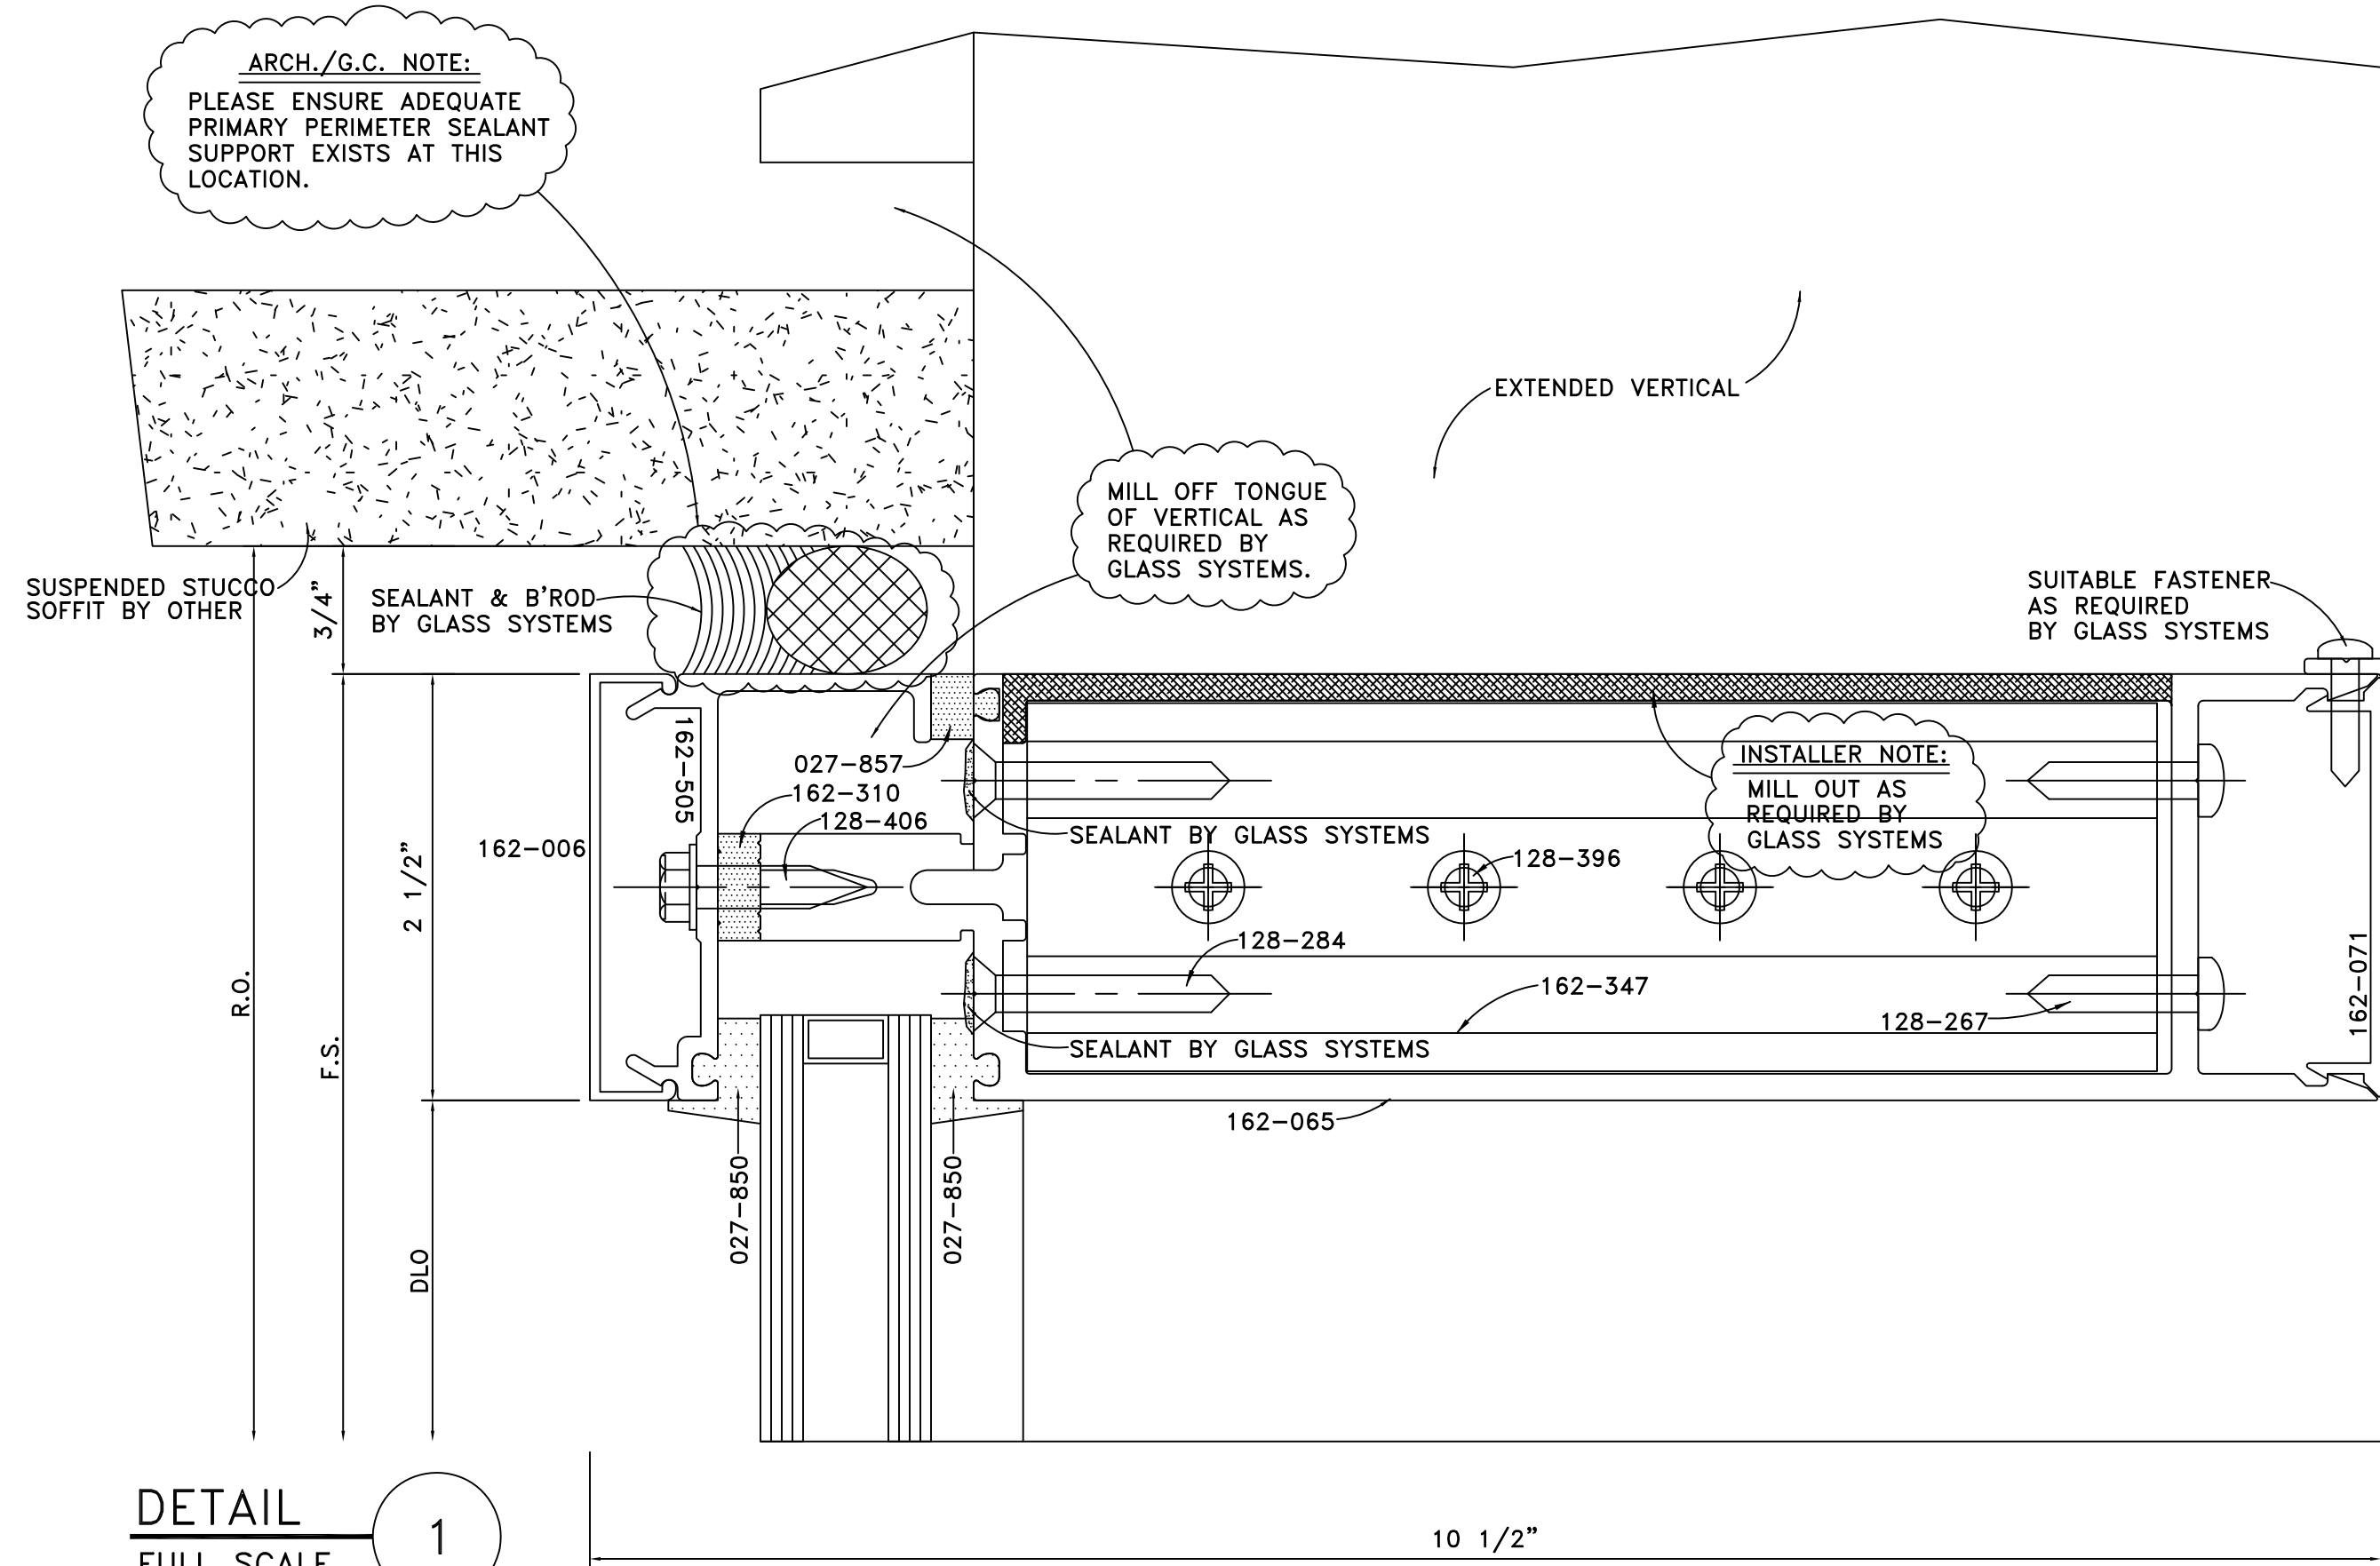 ARCH./G.C. NOTE:
PLEASE ENSURE ADEQUATE
PRIMARY PERIMETER SEALANT
SUPPORT EXISTS AT THIS
LOCATION.
EXTENDED VERTICAL
MILL OFF TONGUE
OF VERTICAL AS
REQUIRED BY
GLASS SYSTEMS.
SUSPENDED STUCCO
SOFFIT BY OTHER
3/4"
SEALANT & B'ROD
BY GLASS SYSTEMS
SUITABLE FASTENER
AS REQUIRED
BY GLASS SYSTEMS
162-505
027-857
162-310
128-406
162-006
SEALANT BY GLASS SYSTEMS
INSTALLER NOTE:
MILL OUT AS
REQUIRED BY
GLASS SYSTEMS
128-396
2 1/2"
128-284
162-347
128-267
162-071
R.O.
F.S.
SEALANT BY GLASS SYSTEMS
162-065
027-850
027-850
DLO
DETAIL
1
FULL SCALE
10 1/2"